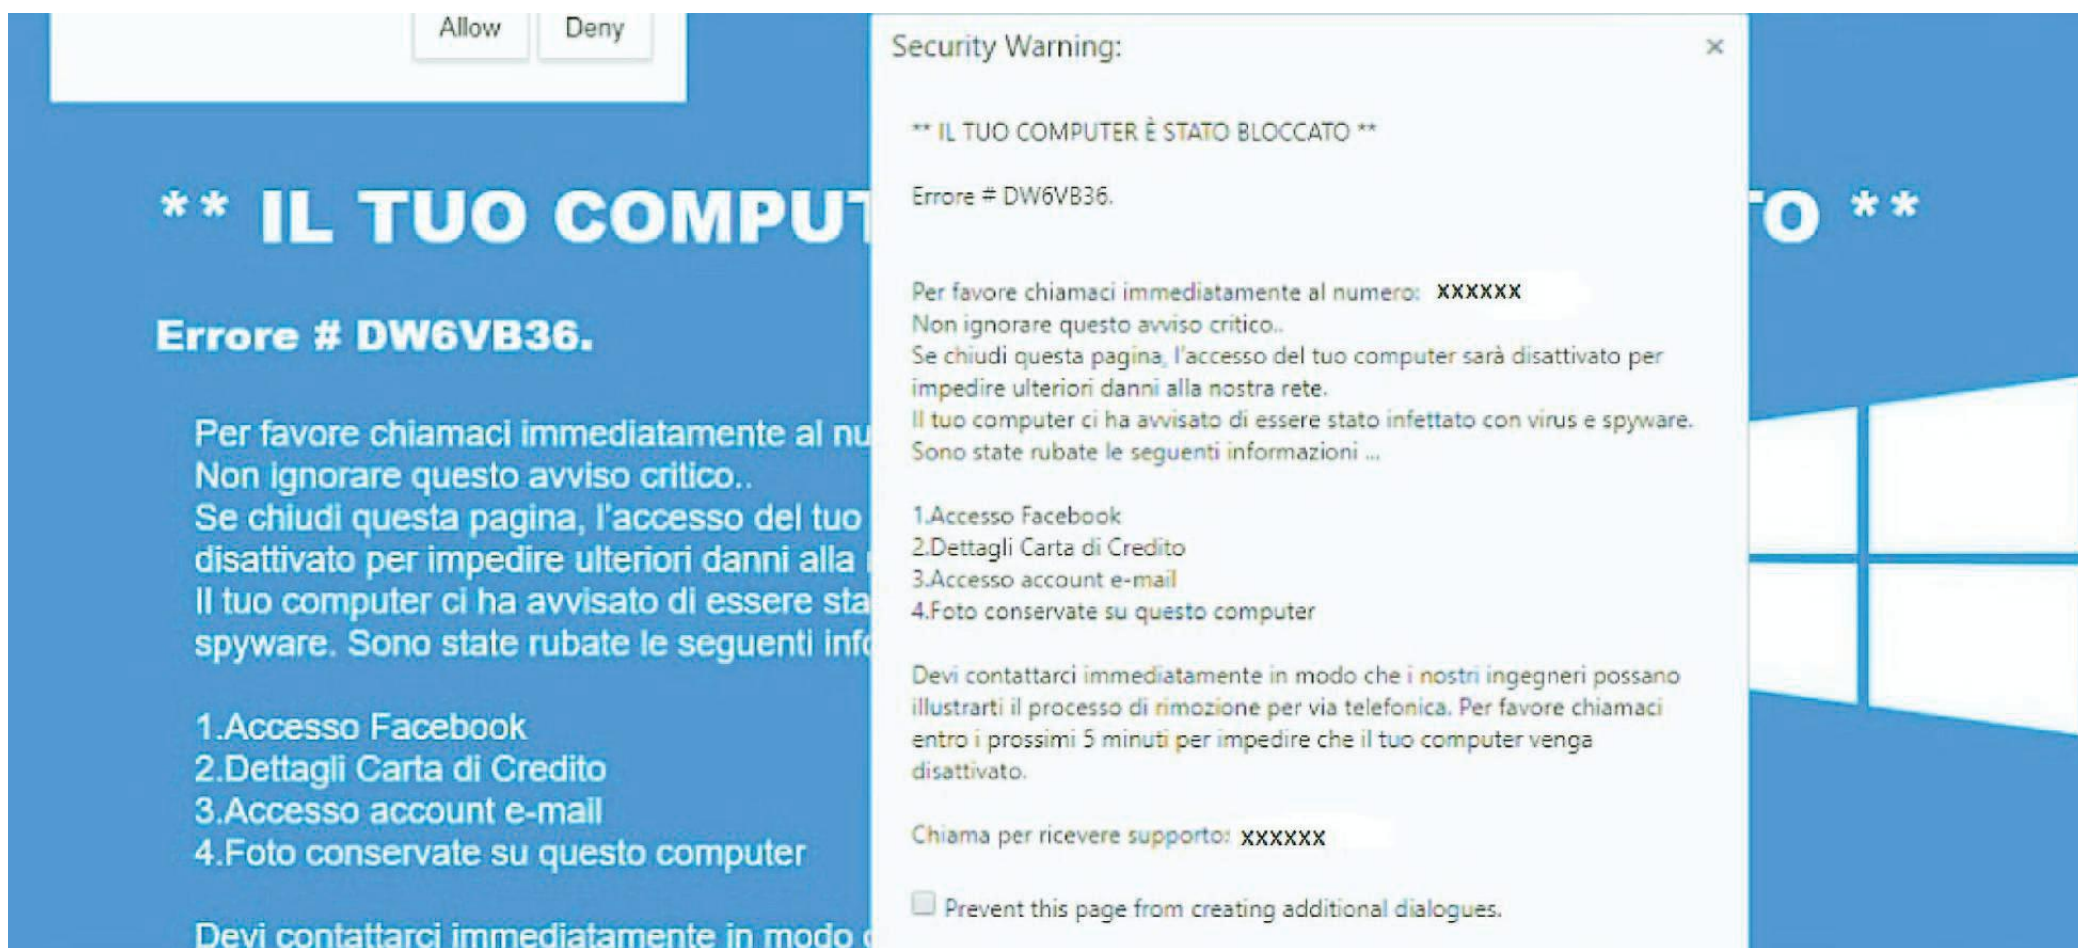 Allow Deny
** IL TUO COMPUT
O **
Errore # DW6VB36.
Per favore chiamaci immediatamente al nu
Non ignorare questo avviso critico..
Se chiudi questa pagina, l'accesso del tuo
disattivato per impedire ulteriori danni alla
Il tuo computer ci ha avvisato di essere sta
spyware. Sono state rubate le seguenti info
1.Accesso Facebook
2.Dettagli Carta di Credito
3.Accesso account e-mail
4.Foto conservate su questo computer
Devi contattarci immediatamente in modo
Security Warning: ×
** IL TUO COMPUTER È STATO BLOCCATO **
Errore # DW6VB36.
Per favore chiamaci immediatamente al numero: XXXXXX
Non ignorare questo avviso critico..
Se chiudi questa pagina, l'accesso del tuo computer sarà disattivato per
impedire ulteriori danni alla nostra rete.
Il tuo computer ci ha avvisato di essere stato infettato con virus e spyware.
Sono state rubate le seguenti informazioni ...
1.Accesso Facebook
2.Dettagli Carta di Credito
3.Accesso account e-mail
4.Foto conservate su questo computer
Devi contattarci immediatamente in modo che i nostri ingegneri possano
illustrarti il processo di rimozione per via telefonica. Per favore chiamaci
entro i prossimi 5 minuti per impedire che il tuo computer venga
disattivato.
Chiama per ricevere supporto: XXXXXX
Prevent this page from creating additional dialogues.